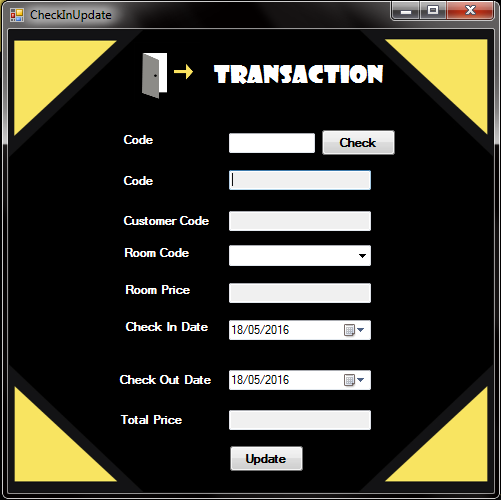 CheckInUpdate
TRANSACTION
Code
Check
Code
Customer Code
Room Code
Room Price
Check In Date 18/05/2016
Check Out Date 18/05/2016
Total Price
Update